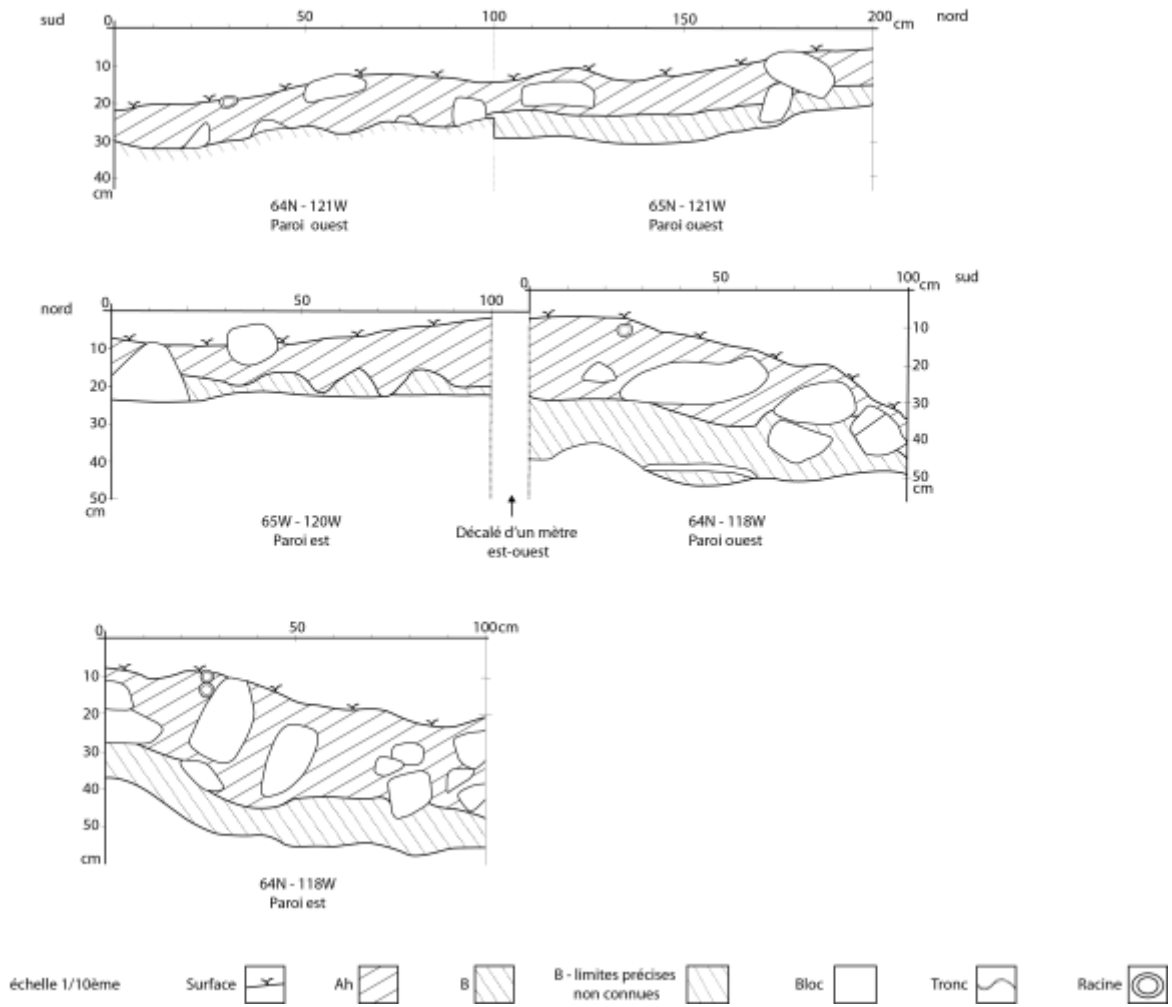 sud 0 50 100 150 200 cm nord
10
20
30
40
cm
64N - 121W
Paroi ouest
65N - 121W
Paroi ouest
nord 0 50 100
10
20
30
40
50
cm
65W - 120W
Paroi est
Décalé d'un mètre
est-ouest
0 50 100 cm sud
10
20
30
40
50
cm
64N - 118W
Paroi ouest
0 50 100cm
10
20
30
40
50
cm
64N - 118W
Paroi est
échelle 1/10ème Surface Ah B B - limites précises non connues Bloc Tronc Racine